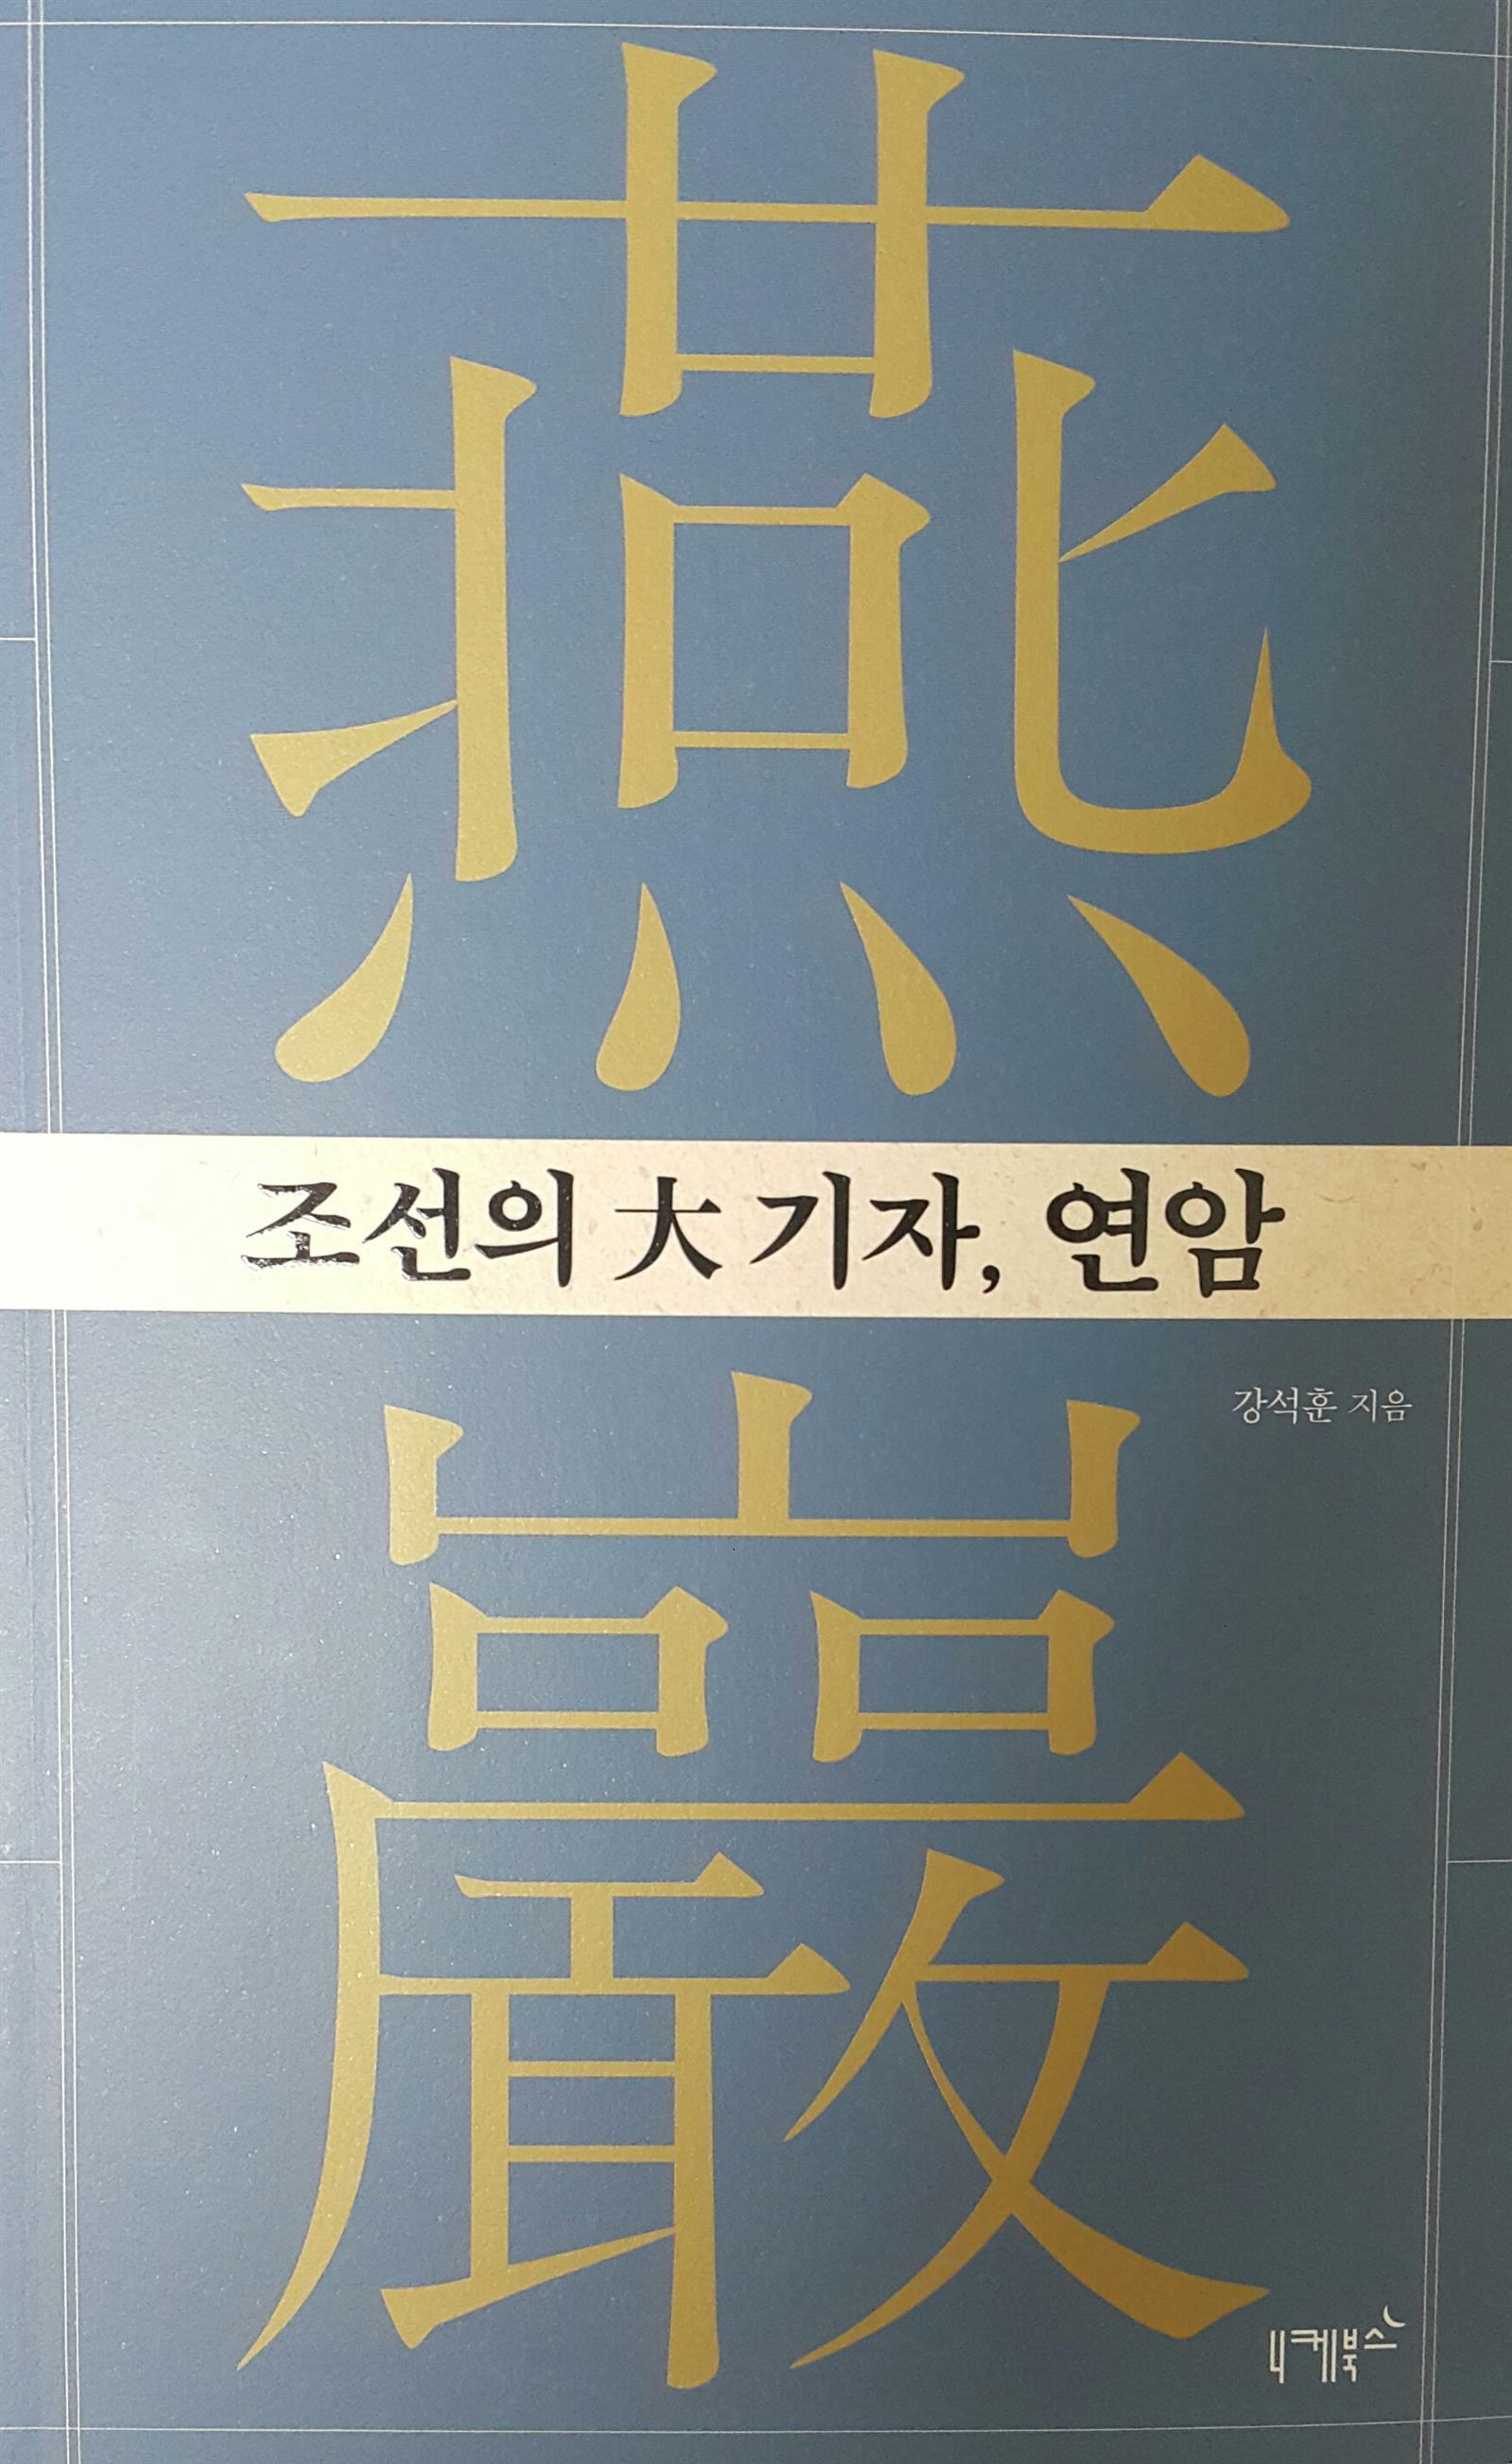 燕
조선의 大 기자, 연암
강석훈 지음
巖
니케북스